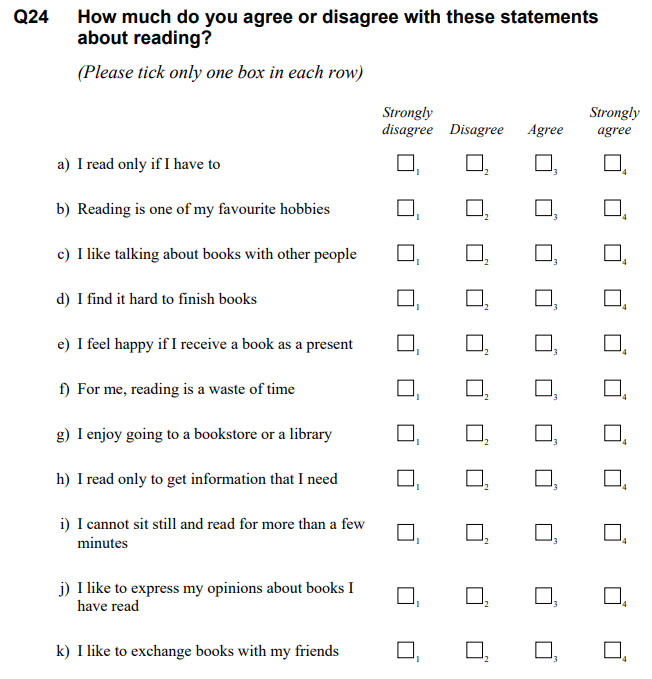 Q24 How much do you agree or disagree with these statements
about reading?
(Please tick only one box in each row)
Strongly
disagree Disagree Agree Strongly
agree
a) I read only if I have to 1 2 3 4
b) Reading is one of my favourite hobbies 1 2 3 4
c) I like talking about books with other people 1 2 3 4
d) I find it hard to finish books 1 2 3 4
e) I feel happy if I receive a book as a present 1 2 3 4
f) For me, reading is a waste of time 1 2 3 4
g) I enjoy going to a bookstore or a library 1 2 3 4
h) I read only to get information that I need 1 2 3 4
i) I cannot sit still and read for more than a few
minutes 1 2 3 4
j) I like to express my opinions about books I
have read 1 2 3 4
k) I like to exchange books with my friends 1 2 3 4